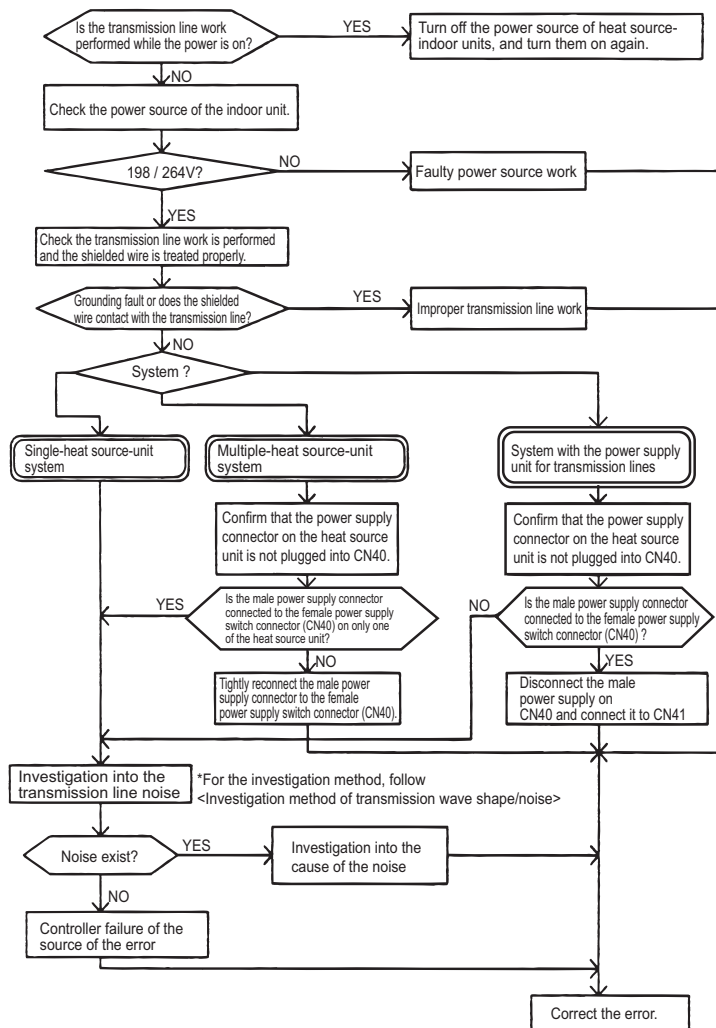 Is the transmission line work
performed while the power is on?
YES
Turn off the power source of heat source-
indoor units, and turn them on again.
NO
Check the power source of the indoor unit.
198 / 264V?
NO
Faulty power source work
YES
Check the transmission line work is performed
and the shielded wire is treated properly.
Grounding fault or does the shielded
wire contact with the transmission line?
YES
Improper transmission line work
NO
System ?
Single-heat source-unit
system
Multiple-heat source-unit
system
System with the power supply
unit for transmission lines
Confirm that the power supply
connector on the heat source
unit is not plugged into CN40.
Confirm that the power supply
connector on the heat source
unit is not plugged into CN40.
YES
Is the male power supply connector
connected to the female power supply
switch connector (CN40) on only one
of the heat source unit?
NO
Is the male power supply connector
connected to the female power supply
switch connector (CN40) ?
NO
YES
Tightly reconnect the male power
supply connector to the female
power supply switch connector (CN40).
Disconnect the male
power supply on
CN40 and connect it to CN41
Investigation into the
transmission line noise
*For the investigation method, follow
<Investigation method of transmission wave shape/noise>
Noise exist?
YES
Investigation into the
cause of the noise
NO
Controller failure of the
source of the error
Correct the error.